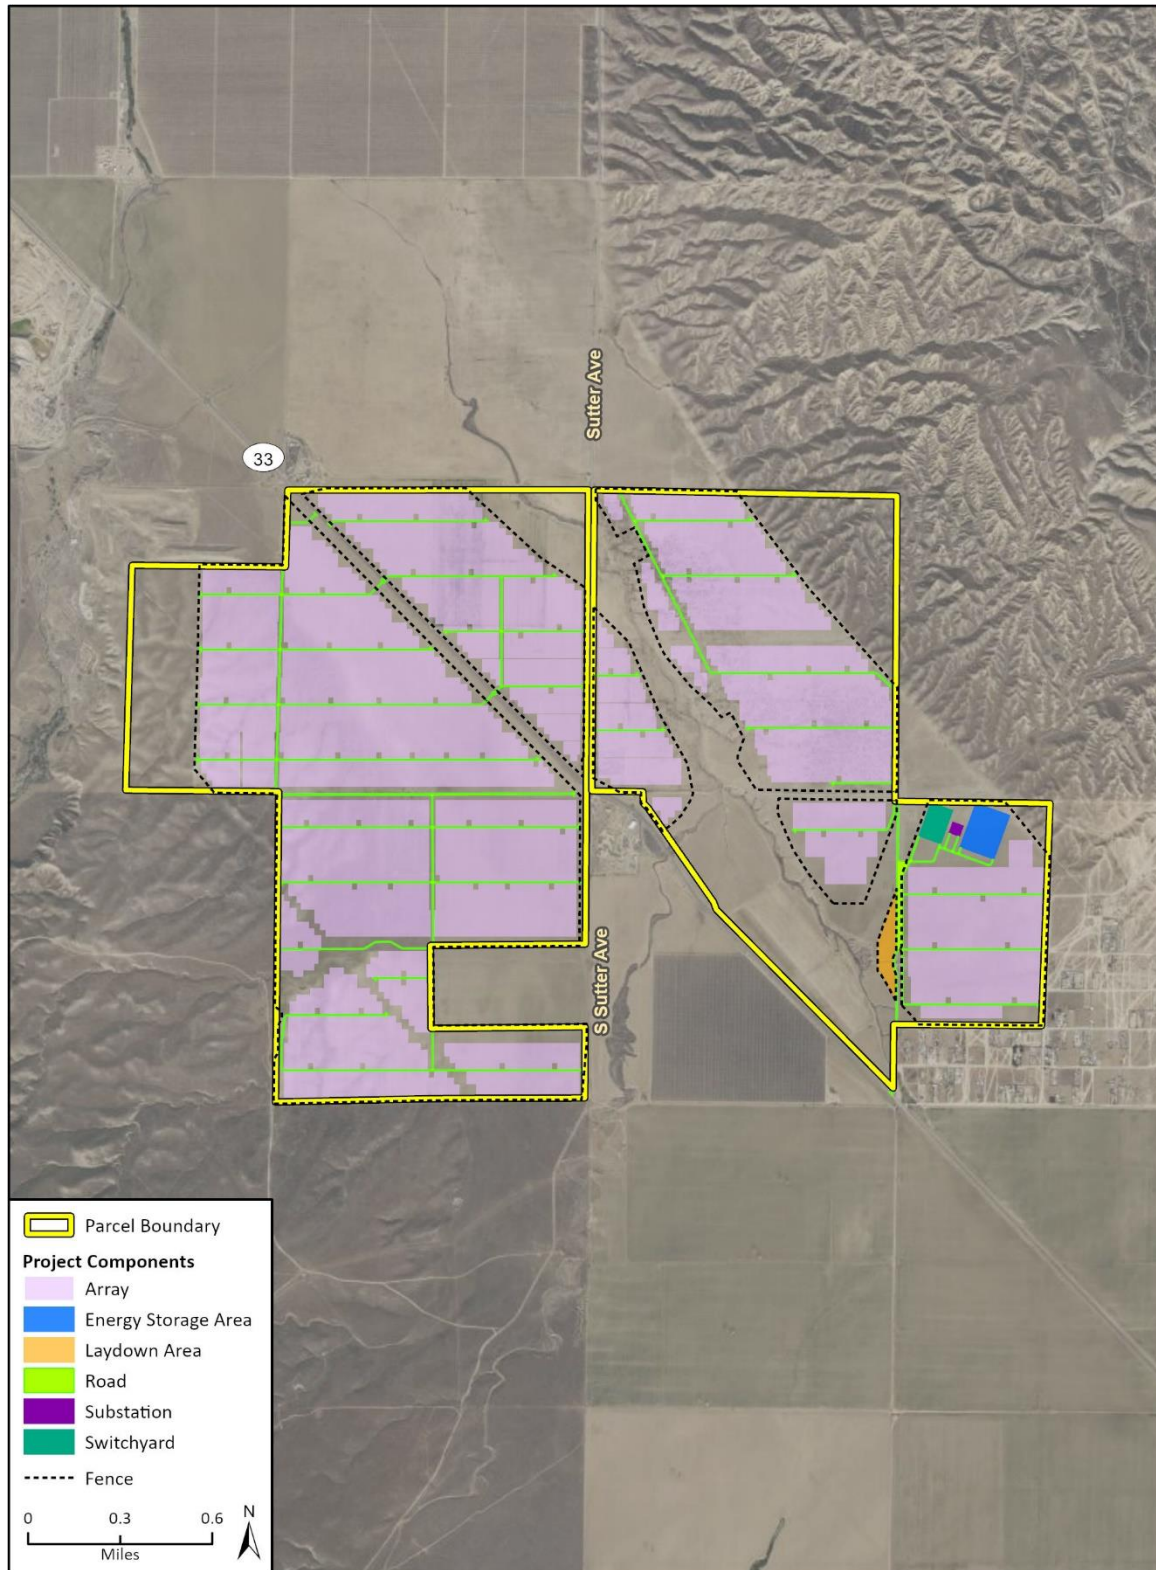 Sutter Ave
33
S Sutter Ave
Parcel Boundary
Project Components
Array
Energy Storage Area
Laydown Area
Road
Substation
Switchyard
Fence
0 0.3 0.6
Miles
N